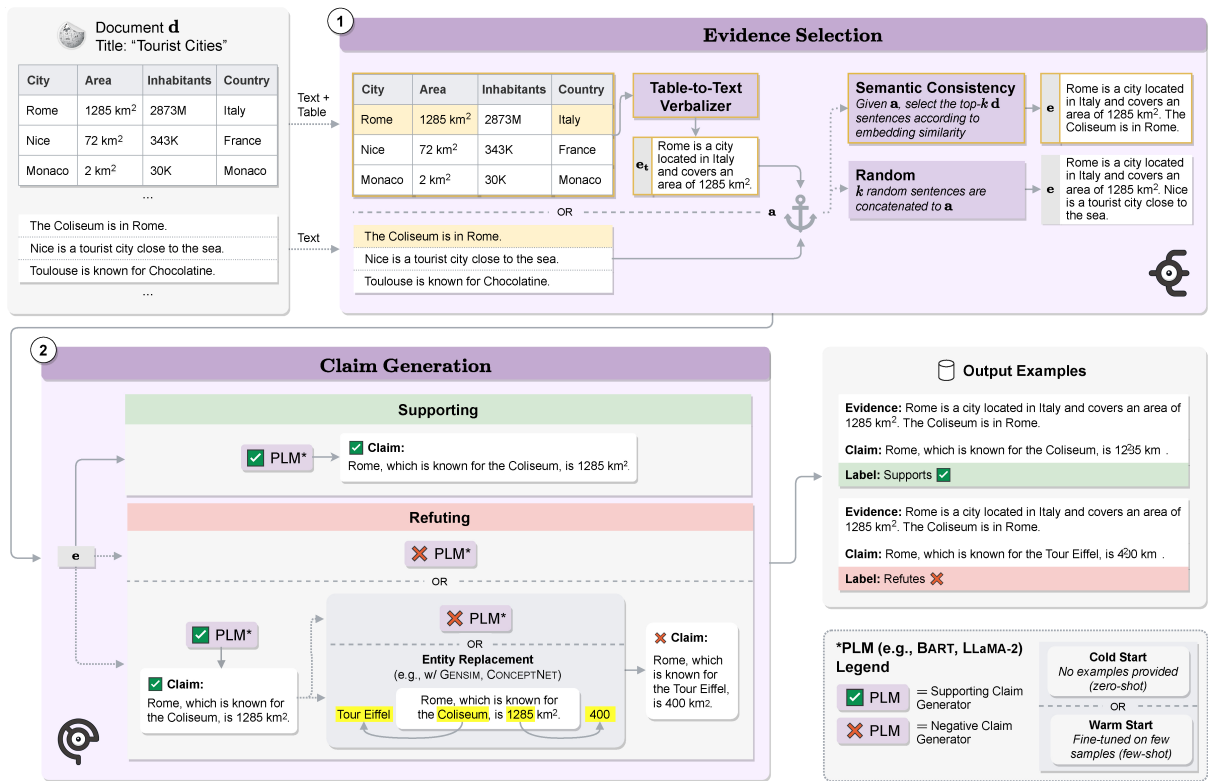 Document d
Title: “Tourist Cities”
City Area Inhabitants Country
Rome 1285 km² 2873M Italy
Nice 72 km² 343K France
Monaco 2 km² 30K Monaco
...
The Coliseum is in Rome.
Nice is a tourist city close to the sea.
Toulouse is known for Chocolatine.
...
Text +
Table
Text
1
Evidence Selection
City Area Inhabitants Country
Rome 1285 km² 2873M Italy
Nice 72 km² 343K France
Monaco 2 km² 30K Monaco
OR
The Coliseum is in Rome.
Nice is a tourist city close to the sea.
Toulouse is known for Chocolatine.
Table-to-Text
Verbalizer
eₜ
Rome is a city
located in Italy
and covers an
area of 1285 km².
a
Semantic Consistency
Given a, select the top-k d
sentences according to
embedding similarity
e
Rome is a city located
in Italy and covers an
area of 1285 km². The
Coliseum is in Rome.
Random
k random sentences are
concatenated to a
e
Rome is a city located
in Italy and covers an
area of 1285 km². Nice
is a tourist city close to
the sea.
2
Claim Generation
e
Supporting
PLM*
Claim:
Rome, which is known for the Coliseum, is 1285 km².
Refuting
PLM*
OR
PLM*
Claim:
Rome, which is known for
the Coliseum, is 1285 km².
PLM*
OR
Entity Replacement
(e.g., w/ GENSIM, CONCEPTNET)
Rome, which is known for
Tour Eiffel the Coliseum, is 1285 km². 400
Claim:
Rome, which
is known for
the Tour Eiffel,
is 400 km².
Output Examples
Evidence: Rome is a city located in Italy and covers an area of
1285 km². The Coliseum is in Rome.
Claim: Rome, which is known for the Coliseum, is 1285 km².
Label: Supports
Evidence: Rome is a city located in Italy and covers an area of
1285 km². The Coliseum is in Rome.
Claim: Rome, which is known for the Tour Eiffel, is 400 km².
Label: Refutes
*PLM (e.g., BART, LLAMA-2)
Legend
PLM = Supporting Claim
Generator
PLM = Negative Claim
Generator
Cold Start
No examples provided
(zero-shot)
OR
Warm Start
Fine-tuned on few
samples (few-shot)